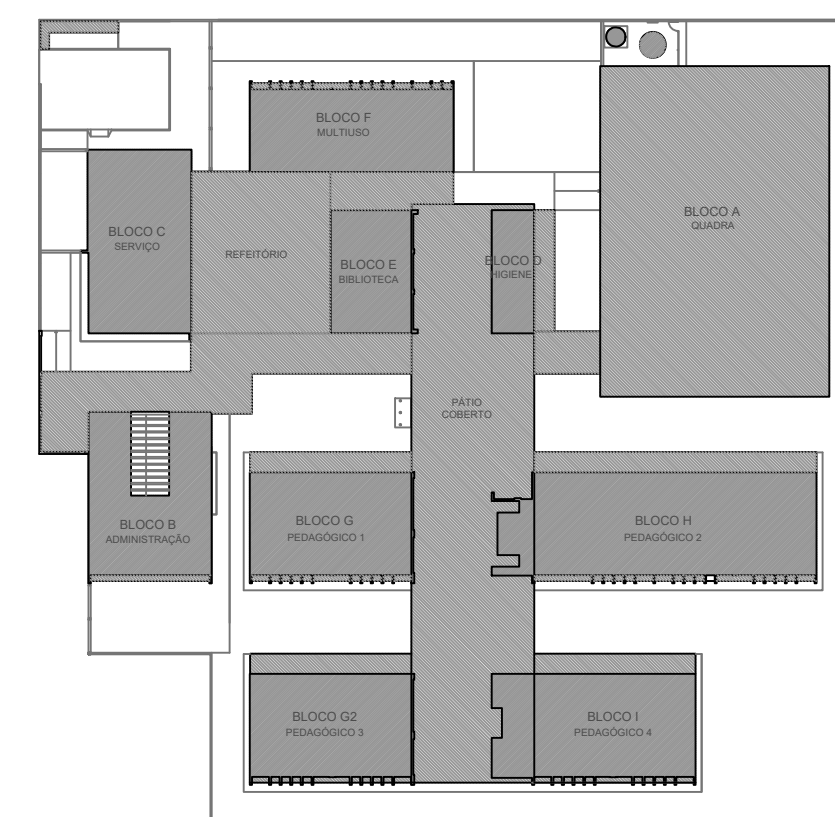 BLOCO F
MULTIUSO
BLOCO A
QUADRA
BLOCO C
SERVIÇO
REFEITÓRIO
BLOCO E
BIBLIOTECA
BLOCO D
HIGIENE
PÁTIO
COBERTO
BLOCO B
ADMINISTRAÇÃO
BLOCO G
PEDAGÓGICO 1
BLOCO H
PEDAGÓGICO 2
BLOCO G2
PEDAGÓGICO 3
BLOCO I
PEDAGÓGICO 4